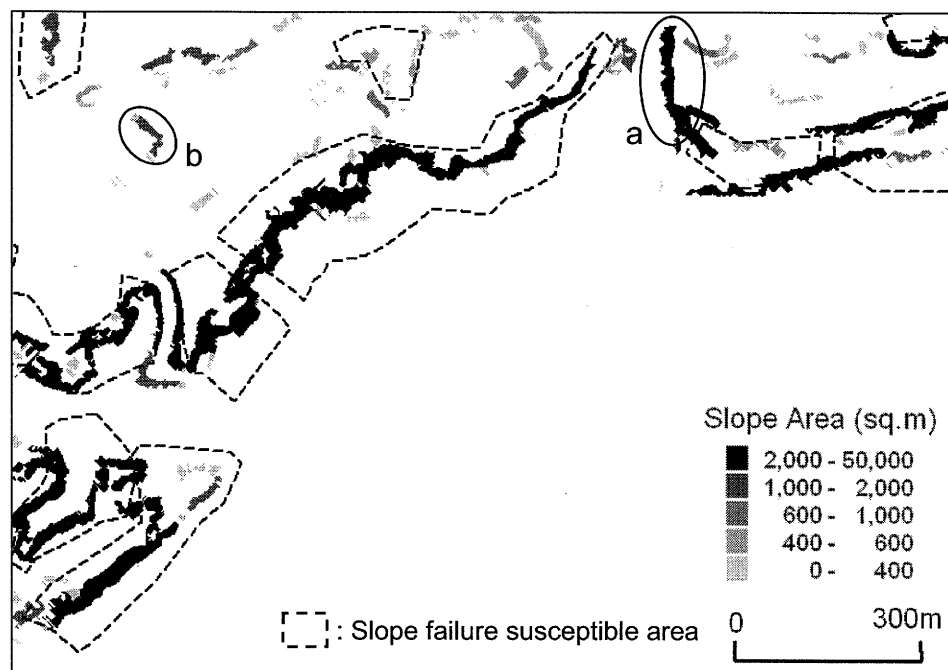 a
b
Slope Area (sq.m)
2,000 - 50,000
1,000 - 2,000
600 - 1,000
400 - 600
0 - 400
: Slope failure susceptible area
0 300m